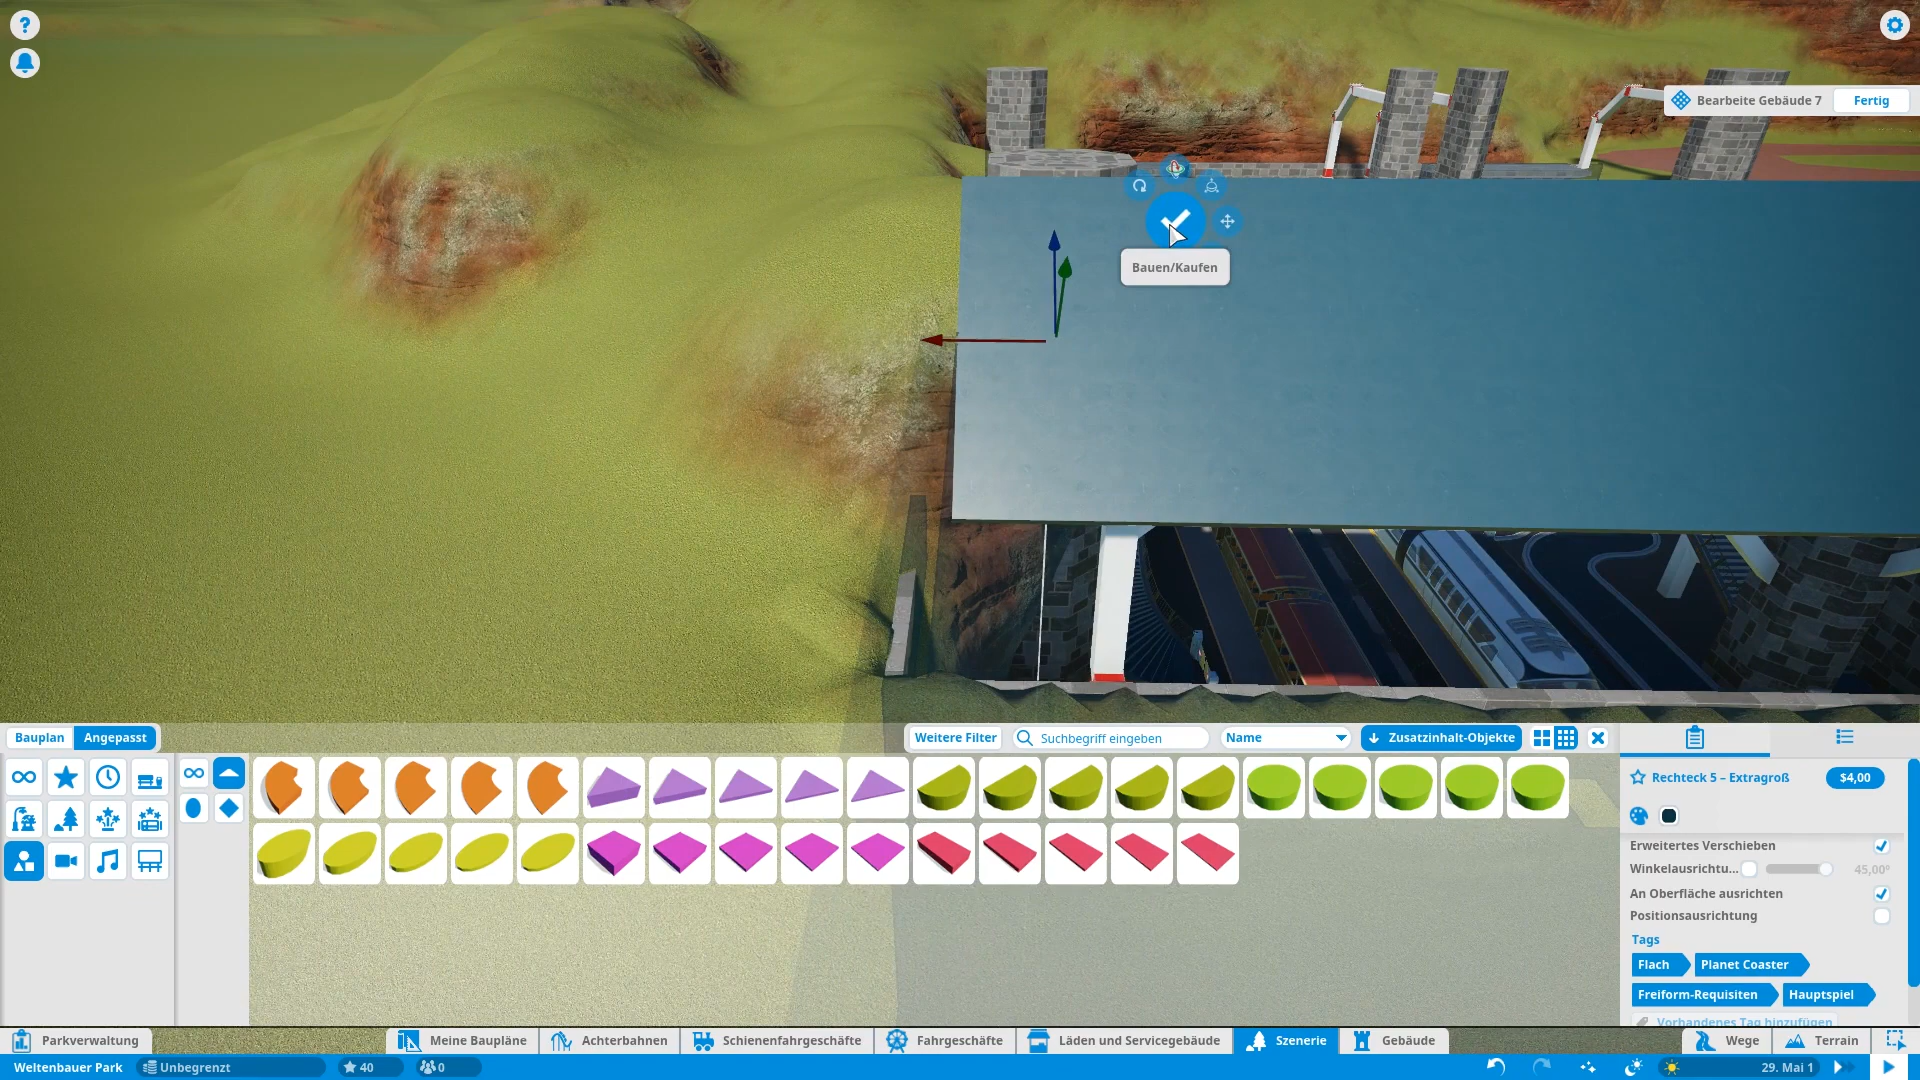 ?
Bearbeite Gebäude 7
Fertig
Bauen/Kaufen
Bauplan
Angepasst
Weitere Filter
Suchbegriff eingeben
Name
Zusatzinhalt-Objekte
Rechteck 5 – Extragroß
$4,00
Erweitertes Verschieben
Winkelausrichtu...
45,00°
An Oberfläche ausrichten
Positionsausrichtung
Tags
Flach
Planet Coaster
Freiform-Requisiten
Hauptspiel
Vorhandenes Tag hinzufügen
Parkverwaltung
Meine Baupläne
Achterbahnen
Schienenfahrgeschäfte
Fahrgeschäfte
Läden und Servicegebäude
Szenerie
Gebäude
Wege
Terrain
Weltenbauer Park
Unbegrenzt
40
0
29. Mai 1